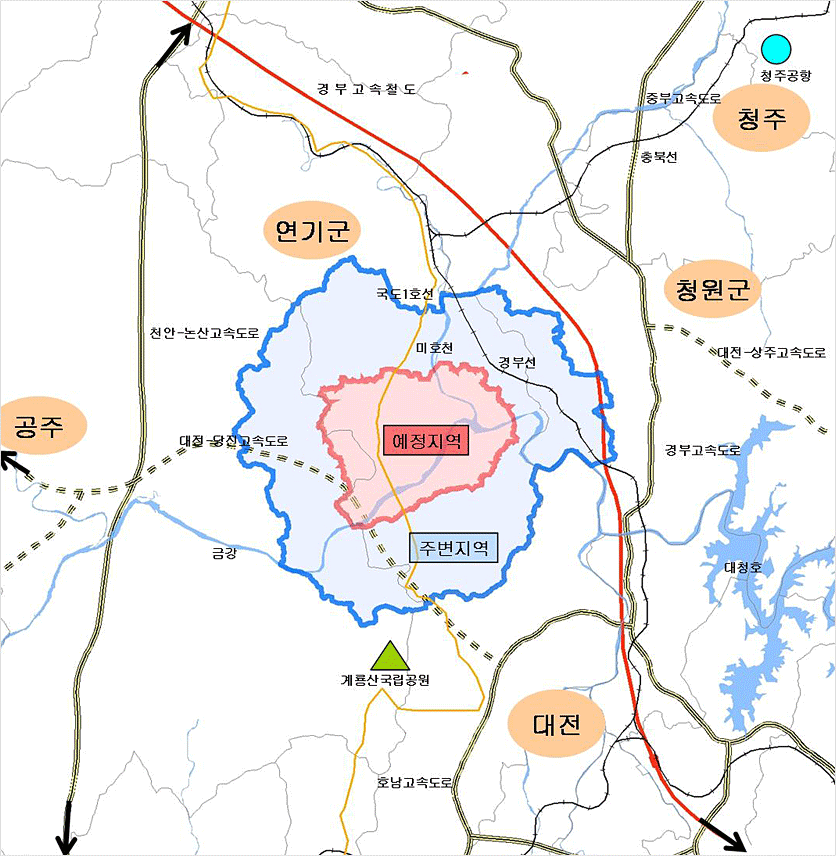 청주공항
경부고속철도
중부고속도로
청주
충북선
연기군
청원군
국도1호선
천안-논산고속도로
미호천
경부선
대전-상주고속도로
공주
대전-당진고속도로
예정지역
경부고속도로
금강
주변지역
대청호
계룡산국립공원
대전
호남고속도로